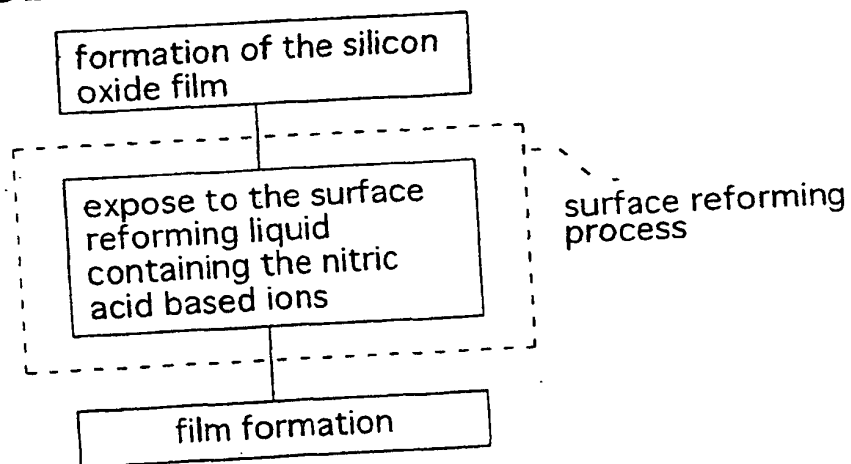 formation of the silicon
oxide film
expose to the surface
reforming liquid
containing the nitric
acid based ions
surface reforming
process
film formation